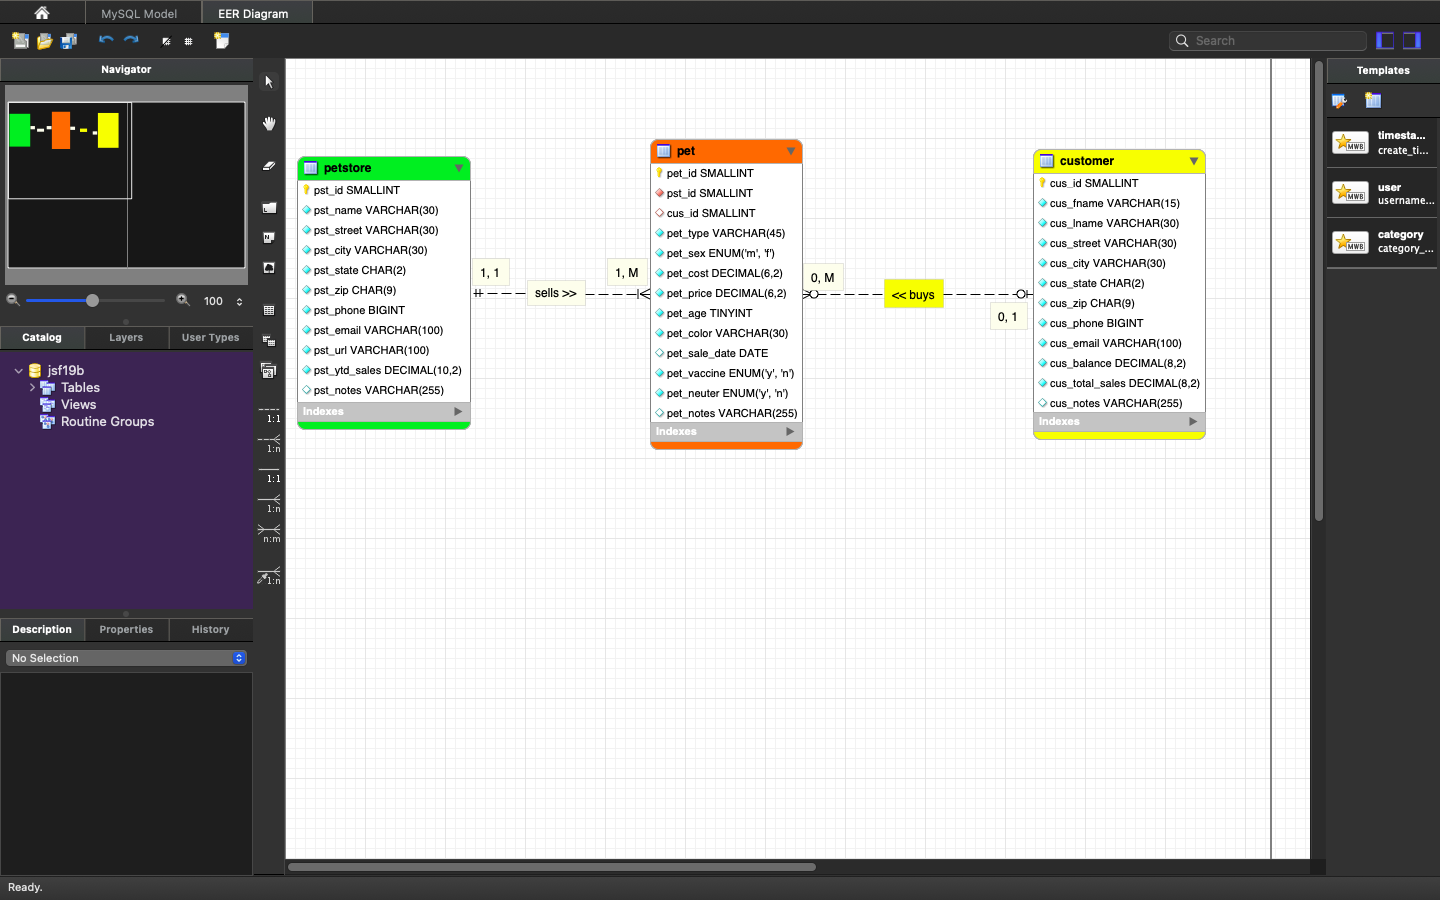 MySQL Model
EER Diagram
Search
Navigator
100
Catalog
Layers
User Types
jsf19b
Tables
Views
Routine Groups
Description
Properties
History
No Selection
1:1
1:n
1:1
1:n
n:m
1:n
petstore
pst_id SMALLINT
pst_name VARCHAR(30)
pst_street VARCHAR(30)
pst_city VARCHAR(30)
pst_state CHAR(2)
pst_zip CHAR(9)
pst_phone BIGINT
pst_email VARCHAR(100)
pst_url VARCHAR(100)
pst_ytd_sales DECIMAL(10,2)
pst_notes VARCHAR(255)
Indexes
1, 1
sells >>
1, M
pet
pet_id SMALLINT
pst_id SMALLINT
cus_id SMALLINT
pet_type VARCHAR(45)
pet_sex ENUM('m', 'f')
pet_cost DECIMAL(6,2)
pet_price DECIMAL(6,2)
pet_age TINYINT
pet_color VARCHAR(30)
pet_sale_date DATE
pet_vaccine ENUM('y', 'n')
pet_neuter ENUM('y', 'n')
pet_notes VARCHAR(255)
Indexes
0, M
<< buys
0, 1
customer
cus_id SMALLINT
cus_fname VARCHAR(15)
cus_lname VARCHAR(30)
cus_street VARCHAR(30)
cus_city VARCHAR(30)
cus_state CHAR(2)
cus_zip CHAR(9)
cus_phone BIGINT
cus_email VARCHAR(100)
cus_balance DECIMAL(8,2)
cus_total_sales DECIMAL(8,2)
cus_notes VARCHAR(255)
Indexes
Templates
MWB
timesta...
create_ti...
MWB
user
username...
MWB
category
category_...
Ready.